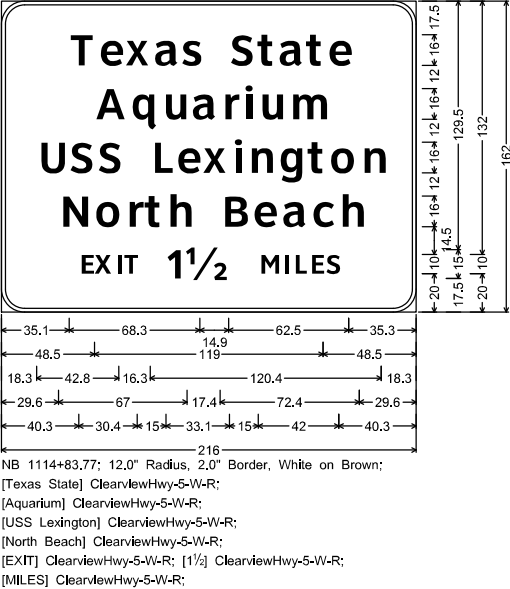 Texas State
Aquarium
USS Lexington
North Beach
EXIT 1½ MILES
17.5
16
12
16
12
16
12
16
14.5
10
20
129.5
15
17.5
132
10
20
162
35.1 68.3 14.9 62.5 35.3
48.5 119 48.5
18.3 42.8 16.3 120.4 18.3
29.6 67 17.4 72.4 29.6
40.3 30.4 15 33.1 15 42 40.3
216
NB 1114+83.77; 12.0" Radius, 2.0" Border, White on Brown;
[Texas State] ClearviewHwy-5-W-R;
[Aquarium] ClearviewHwy-5-W-R;
[USS Lexington] ClearviewHwy-5-W-R;
[North Beach] ClearviewHwy-5-W-R;
[EXIT] ClearviewHwy-5-W-R; [1½] ClearviewHwy-5-W-R;
[MILES] ClearviewHwy-5-W-R;